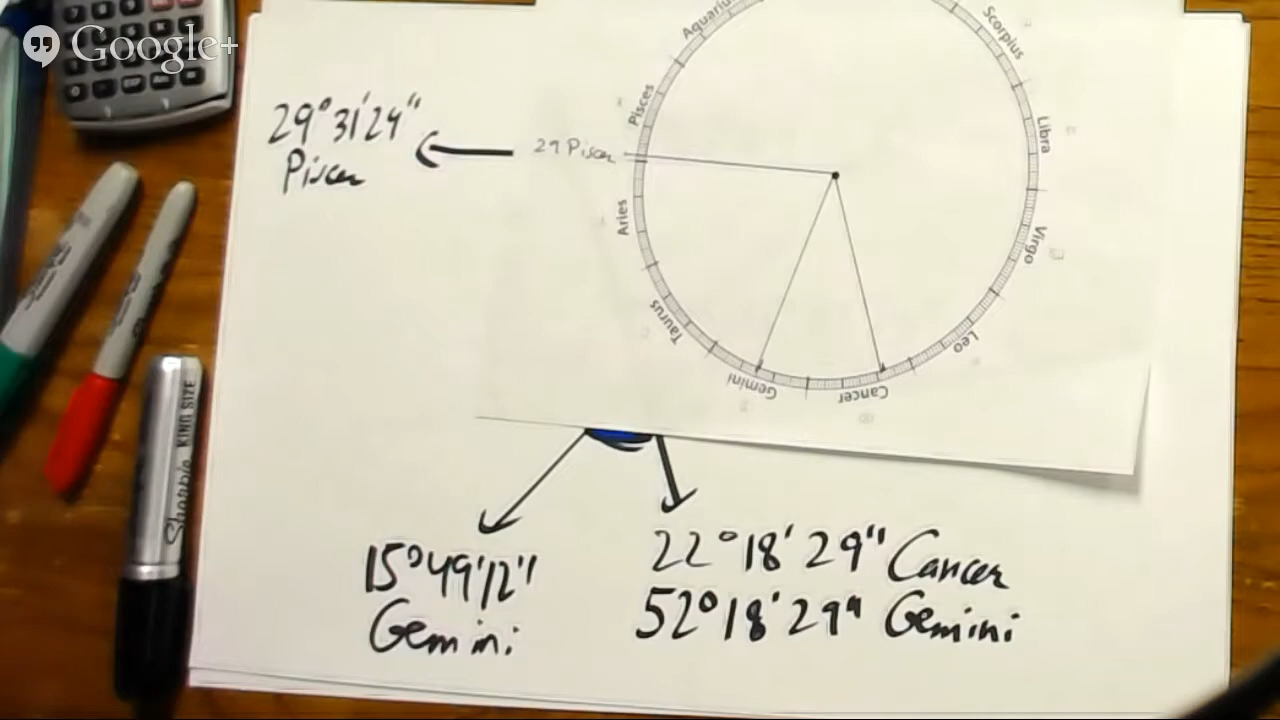 Google+
Aquarius
Scorpius
Pisces
Libra
29°31'24"
Pisces
29 Pisces
Aries
Virgo
Taurus
Leo
Gemini
Cancer
Sharpie KING SIZE
15°49'12"
Gemini
22°18'29" Cancer
52°18'29" Gemini